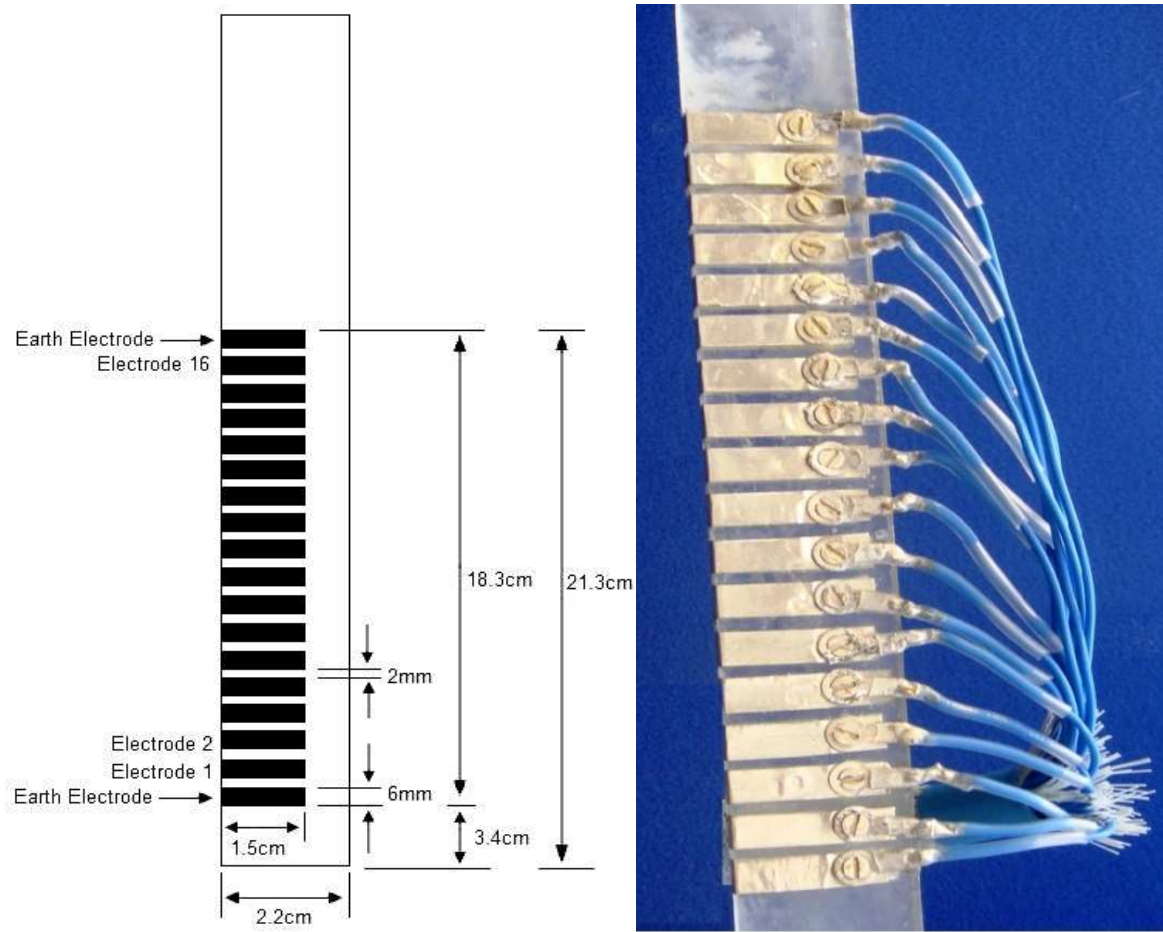 Earth Electrode
Electrode 16
18.3cm
21.3cm
2mm
Electrode 2
Electrode 1
Earth Electrode
6mm
3.4cm
1.5cm
2.2cm